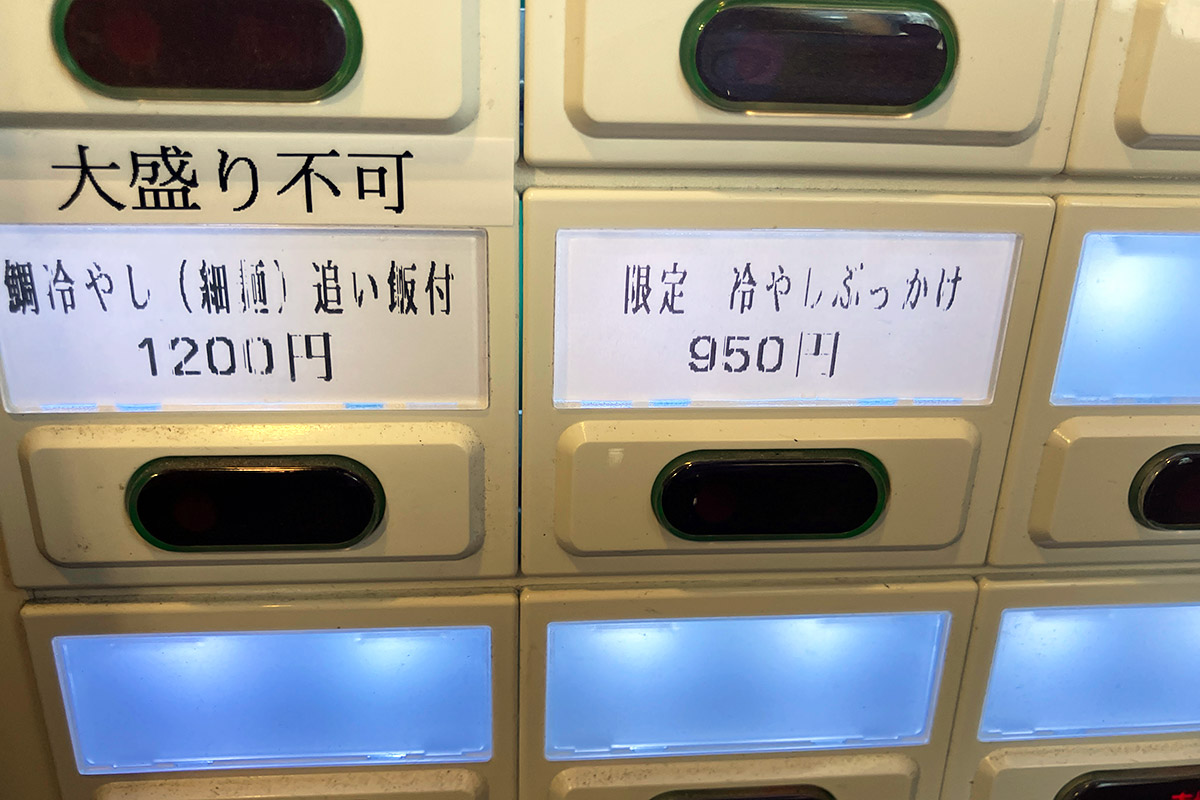 大盛り不可
鯛冷やし（細麺）追い飯付
1200円
限定 冷やしぶっかけ
950円